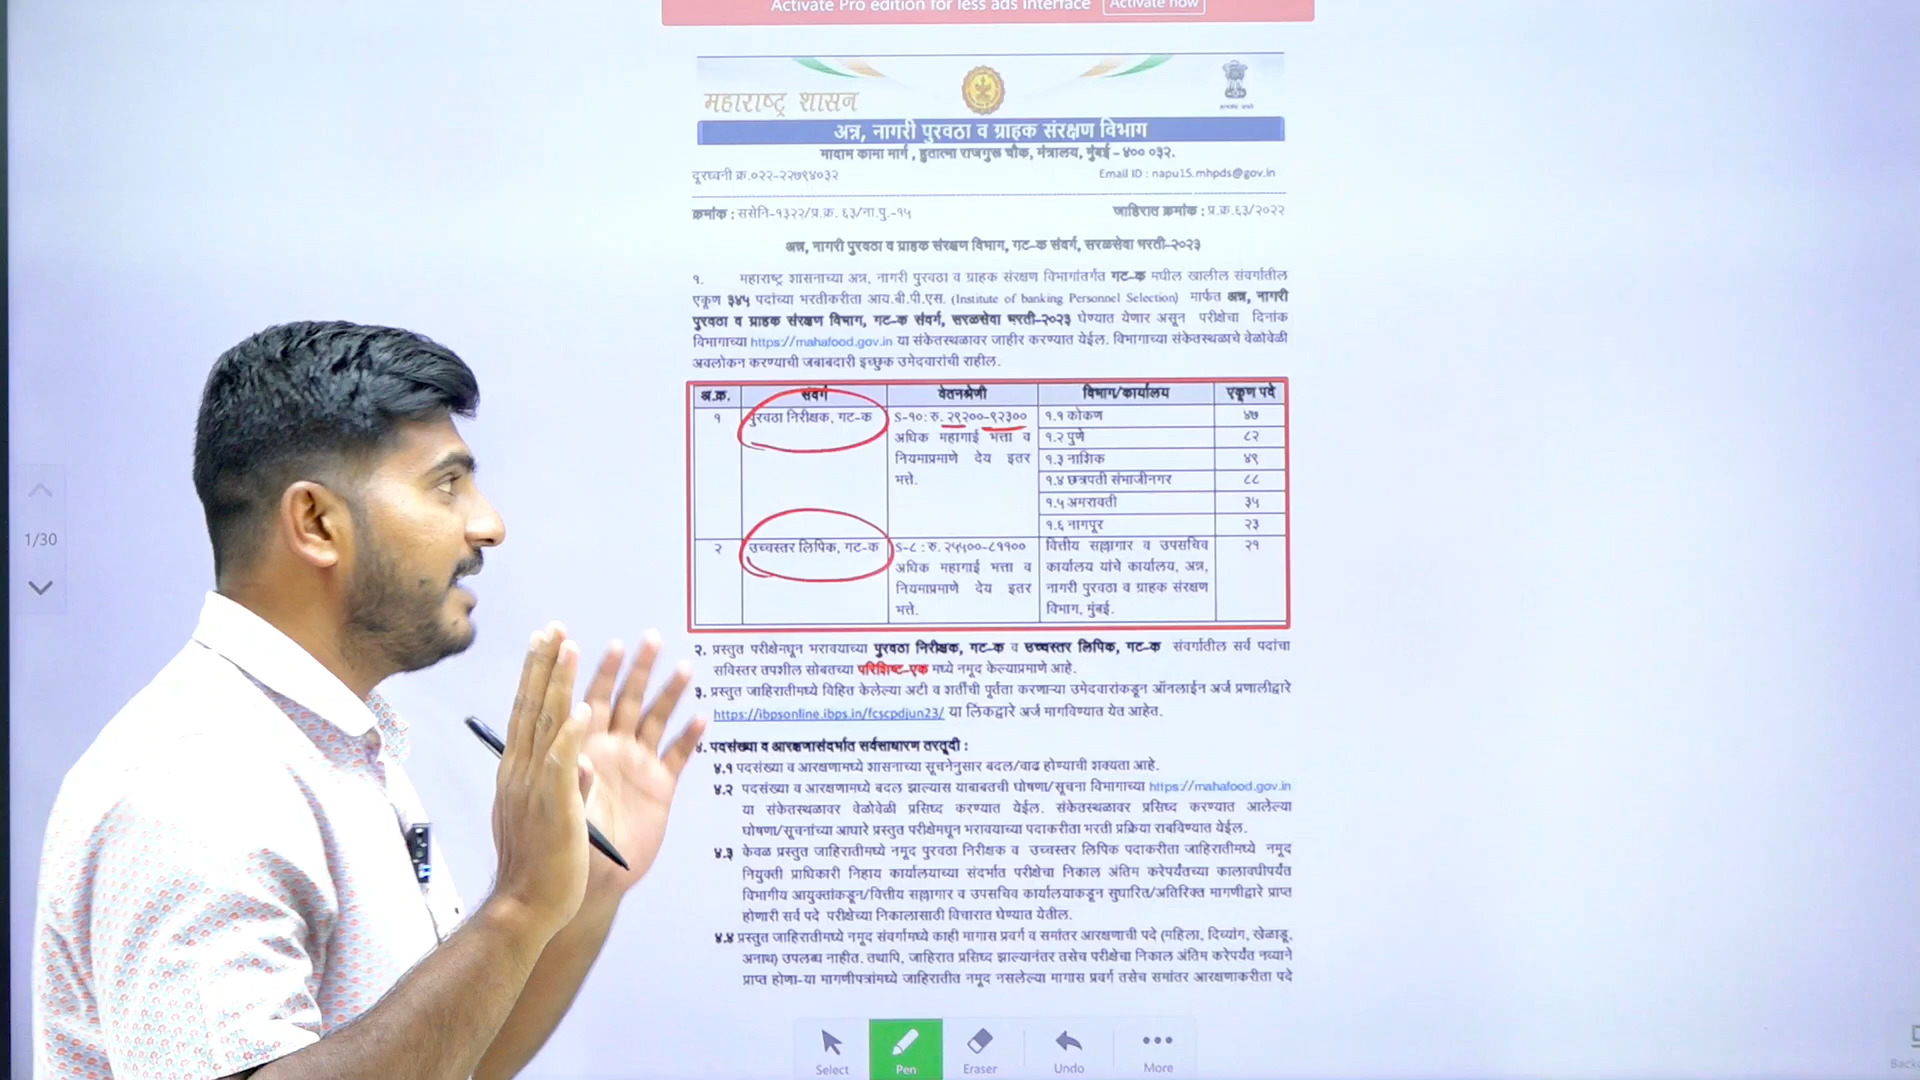 Activate Pro edition for less ads interface Activate now
महाराष्ट्र शासन
अन्न, नागरी पुरवठा व ग्राहक संरक्षण विभाग
मादाम कामा मार्ग , हुतात्मा राजगुरू चौक, मंत्रालय, मुंबई – ४०० ०३२.
दूरध्वनी क्र.०२२-२२७९४०३२ Email ID : napu15.mhpds@gov.in
क्रमांक : ससेनि-१३२२/प्र.क्र. ६३/ना.पु.-१५ जाहिरात क्रमांक : प्र.क्र.६३/२०२२
अन्न, नागरी पुरवठा व ग्राहक संरक्षण विभाग, गट-क संवर्ग, सरळसेवा भरती-२०२३
१. महाराष्ट्र शासनाच्या अन्न, नागरी पुरवठा व ग्राहक संरक्षण विभागांतर्गत गट-क मधील खालील संवर्गातील
एकूण ३४५ पदांच्या भरतीकरीता आय.बी.पी.एस. (Institute of banking Personnel Selection) मार्फत अन्न, नागरी
पुरवठा व ग्राहक संरक्षण विभाग, गट-क संवर्ग, सरळसेवा भरती-२०२३ घेण्यात येणार असून परीक्षेचा दिनांक
विभागाच्या https://mahafood.gov.in या संकेतस्थळावर जाहीर करण्यात येईल. विभागाच्या संकेतस्थळाचे वेळोवेळी
अवलोकन करण्याची जबाबदारी इच्छुक उमेदवारांची राहील.
अ.क्र. संवर्ग वेतनश्रेणी विभाग/कार्यालय एकूण पदे
१ पुरवठा निरीक्षक, गट-क S-१०: रु. २९२००-९२३०० १.१ कोकण ४७
अधिक महागाई भत्ता व १.२ पुणे ८२
नियमाप्रमाणे देय इतर १.३ नाशिक ४९
भत्ते. १.४ छत्रपती संभाजीनगर ८८
१.५ अमरावती ३५
१.६ नागपूर २३
२ उच्चस्तर लिपिक, गट-क S-८ : रु. २५५००-८११०० वित्तीय सल्लागार व उपसचिव २१
अधिक महागाई भत्ता व कार्यालय यांचे कार्यालय, अन्न,
नियमाप्रमाणे देय इतर नागरी पुरवठा व ग्राहक संरक्षण
भत्ते. विभाग, मुंबई.
२. प्रस्तुत परीक्षेमधून भरावयाच्या पुरवठा निरीक्षक, गट-क व उच्चस्तर लिपिक, गट-क संवर्गातील सर्व पदांचा
सविस्तर तपशील सोबतच्या परिशिष्ट-एक मध्ये नमूद केल्याप्रमाणे आहे.
३. प्रस्तुत जाहिरातीमध्ये विहित केलेल्या अटी व शर्तींची पूर्तता करणाऱ्या उमेदवारांकडून ऑनलाईन अर्ज प्रणालीद्वारे
https://ibpsonline.ibps.in/fcscpdjun23/ या लिंकद्वारे अर्ज मागविण्यात येत आहेत.
४. पदसंख्या व आरक्षणासंदर्भात सर्वसाधारण तरतूदी :
४.१ पदसंख्या व आरक्षणामध्ये शासनाच्या सूचनेनुसार बदल/वाढ होण्याची शक्यता आहे.
४.२ पदसंख्या व आरक्षणामध्ये बदल झाल्यास याबाबतची घोषणा/सूचना विभागाच्या https://mahafood.gov.in
या संकेतस्थळावर वेळोवेळी प्रसिध्द करण्यात येईल. संकेतस्थळावर प्रसिध्द करण्यात आलेल्या
घोषणा/सूचनांच्या आधारे प्रस्तुत परीक्षेमधून भरावयाच्या पदाकरीता भरती प्रक्रिया राबविण्यात येईल.
४.३ केवळ प्रस्तुत जाहिरातीमध्ये नमूद पुरवठा निरीक्षक व उच्चस्तर लिपिक पदाकरीता जाहिरातीमध्ये नमूद
नियुक्ती प्राधिकारी निहाय कार्यालयाच्या संदर्भात परीक्षेचा निकाल अंतिम करेपर्यंतच्या कालावधीपर्यंत
विभागीय आयुक्तांकडून/वित्तीय सल्लागार व उपसचिव कार्यालयाकडून सुधारित/अतिरिक्त मागणीद्वारे प्राप्त
होणारी सर्व पदे परीक्षेच्या निकालासाठी विचारात घेण्यात येतील.
४.४ प्रस्तुत जाहिरातीमध्ये नमूद संवर्गामध्ये काही मागास प्रवर्ग व समांतर आरक्षणाची पदे (महिला, दिव्यांग, खेळाडू,
अनाथ) उपलब्ध नाहीत. तथापि, जाहिरात प्रसिध्द झाल्यानंतर तसेच परीक्षेचा निकाल अंतिम करेपर्यंत नव्याने
प्राप्त होणा-या मागणीपत्रांमध्ये जाहिरातीत नमूद नसलेल्या मागास प्रवर्ग तसेच समांतर आरक्षणाकरीता पदे
1/30
Select Pen Eraser Undo More